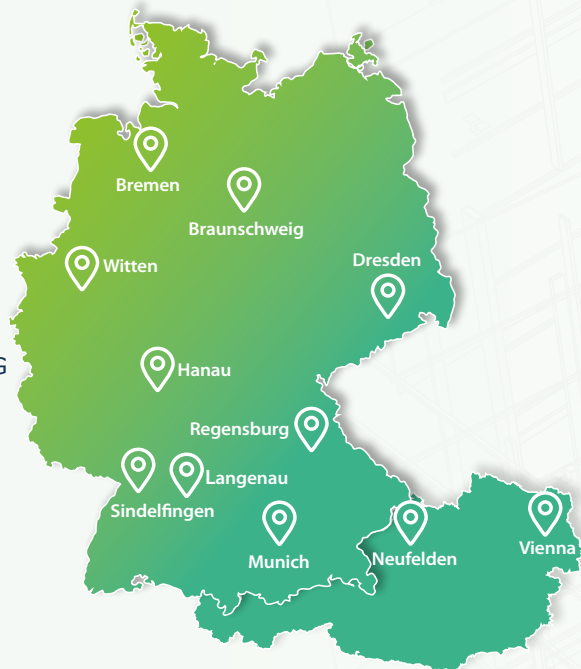 Bremen
Braunschweig
Witten
Dresden
G
Hanau
Regensburg
Langenau
Sindelfingen
Munich
Neufelden
Vienna